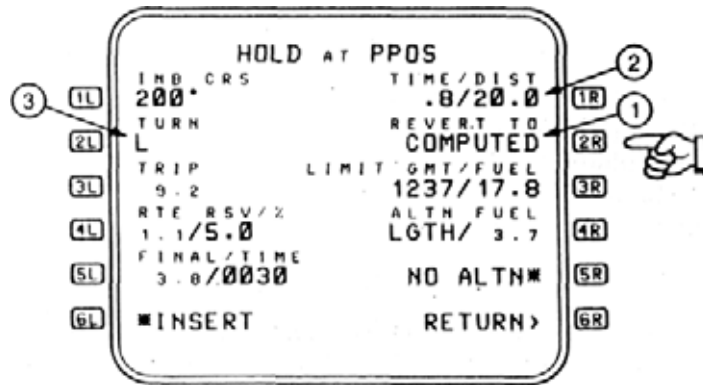 HOLD AT PPOS
INB CRS TIME/DIST
1L 200° .8/20.0 1R
TURN REVERT TO
2L L COMPUTED 2R
TRIP LIMIT GMT/FUEL
3L 9.2 1237/17.8 3R
RTE RSV/% ALTN FUEL
4L 1.1/5.0 LGTH/ 3.7 4R
FINAL/TIME
5L 3.8/0030 NO ALTN* 5R
6L *INSERT RETURN> 6R
3
2
1